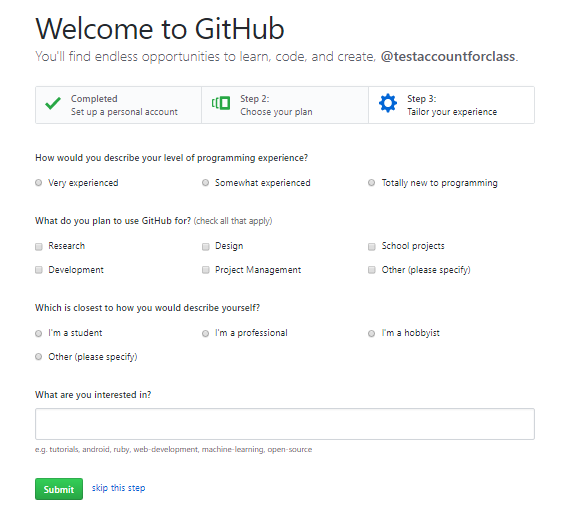 Welcome to GitHub
You'll find endless opportunities to learn, code, and create, @testaccountforclass.
Completed
Set up a personal account
Step 2:
Choose your plan
Step 3:
Tailor your experience
How would you describe your level of programming experience?
Very experienced Somewhat experienced Totally new to programming
What do you plan to use GitHub for? (check all that apply)
Research Design School projects
Development Project Management Other (please specify)
Which is closest to how you would describe yourself?
I'm a student I'm a professional I'm a hobbyist
Other (please specify)
What are you interested in?
e.g. tutorials, android, ruby, web-development, machine-learning, open-source
Submit skip this step